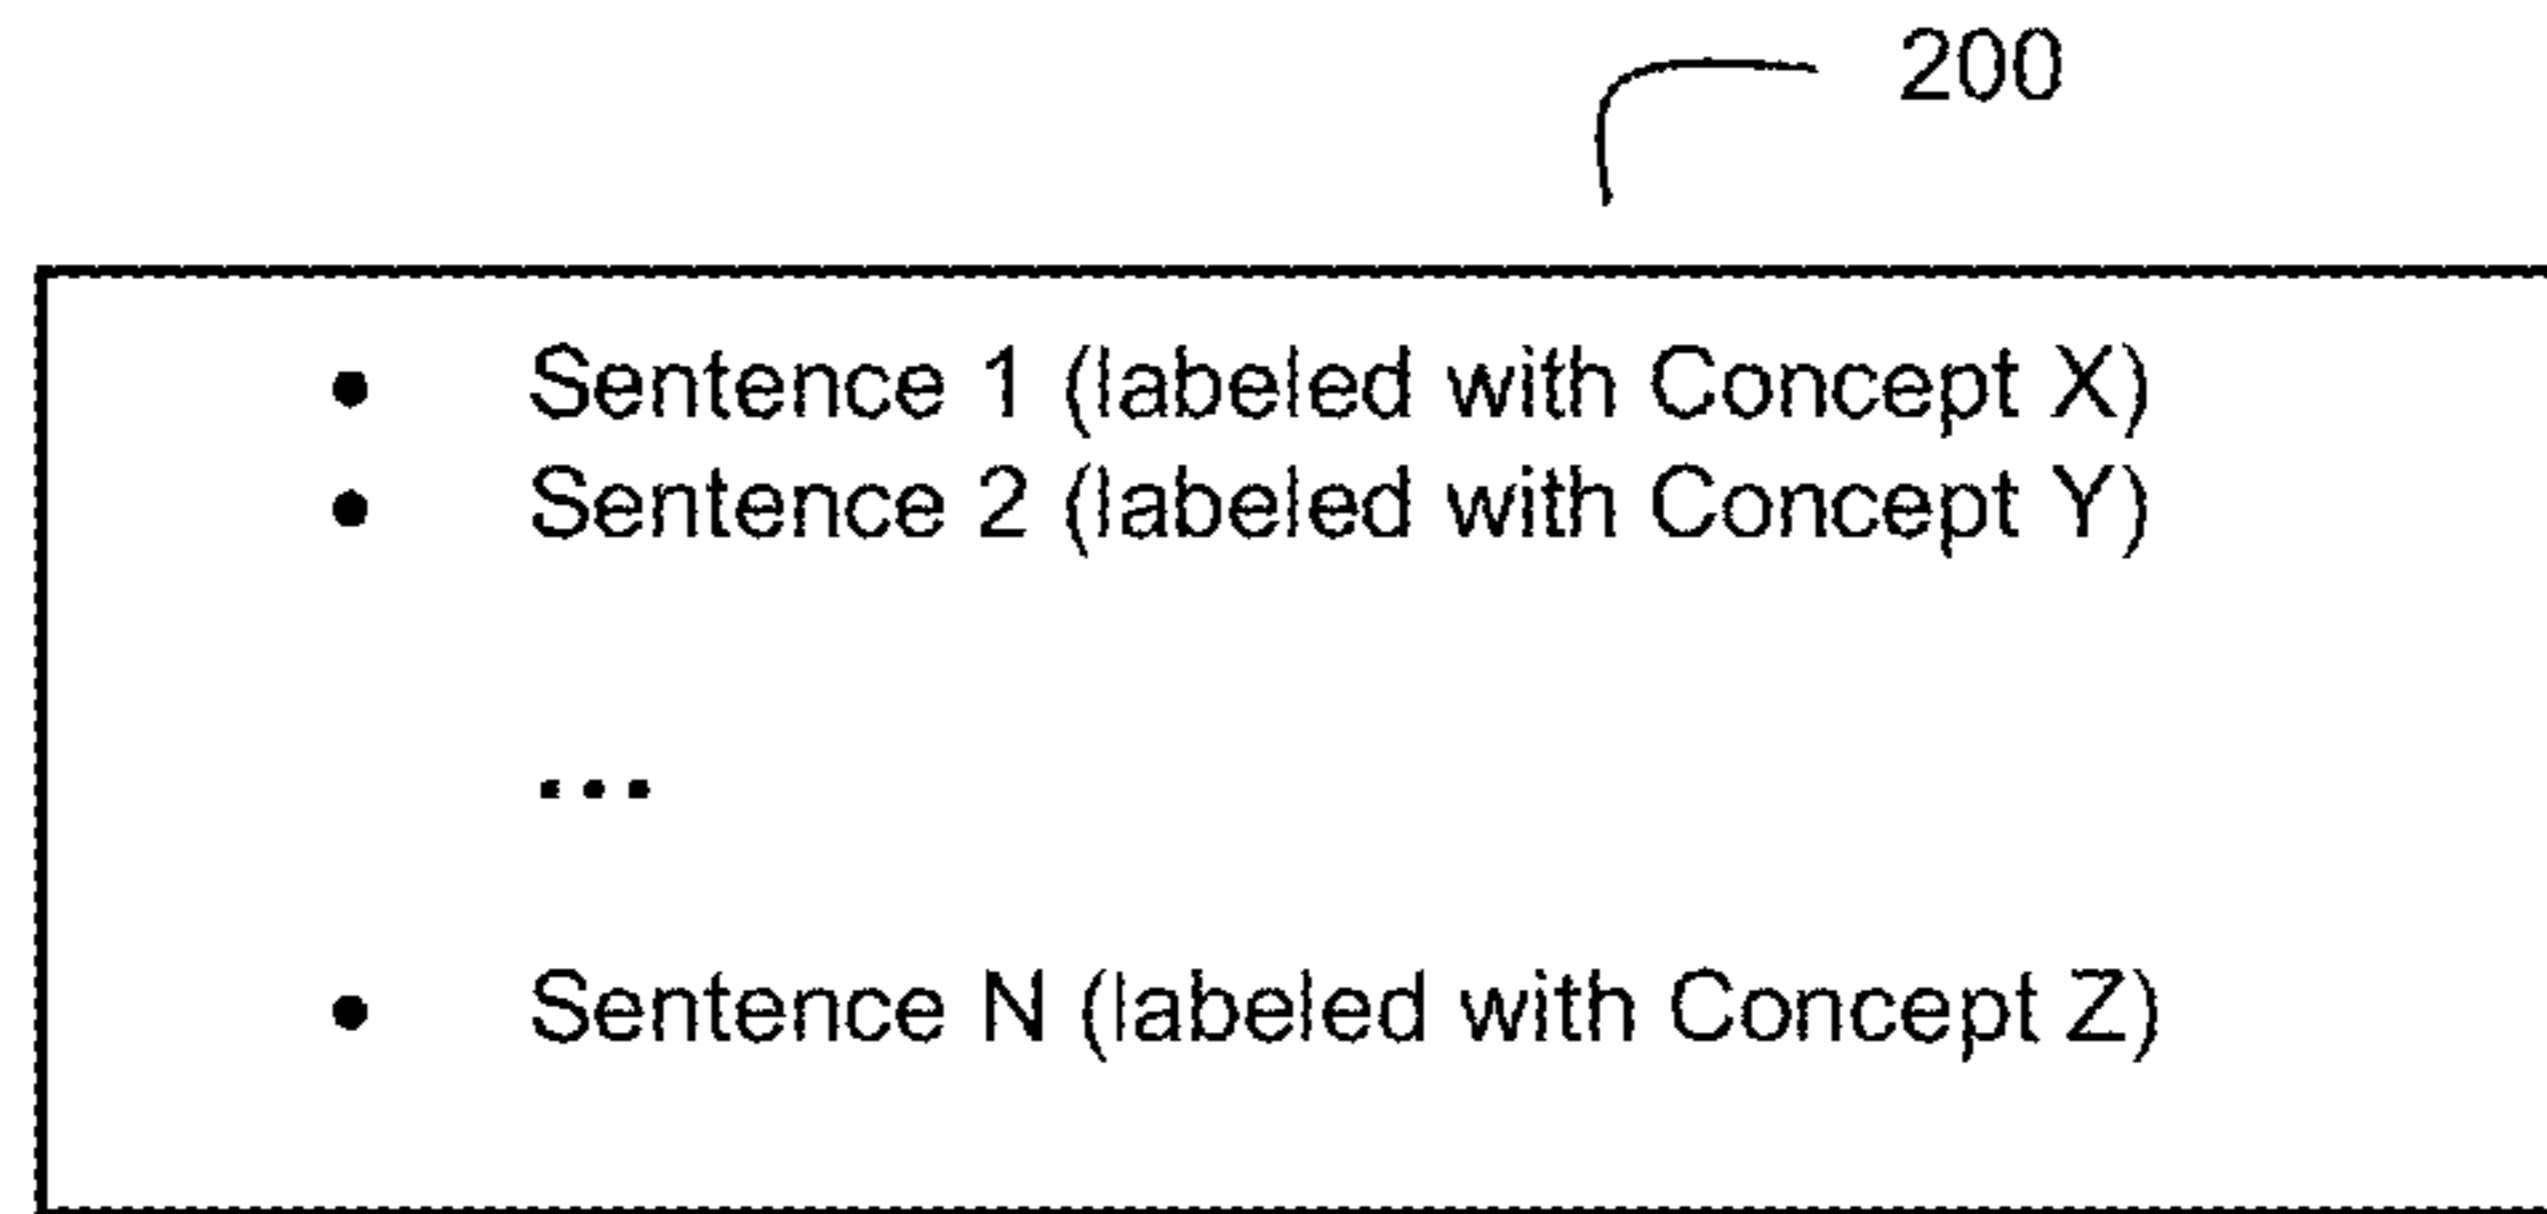 200
• Sentence 1 (labeled with Concept X)
• Sentence 2 (labeled with Concept Y)
...
• Sentence N (labeled with Concept Z)